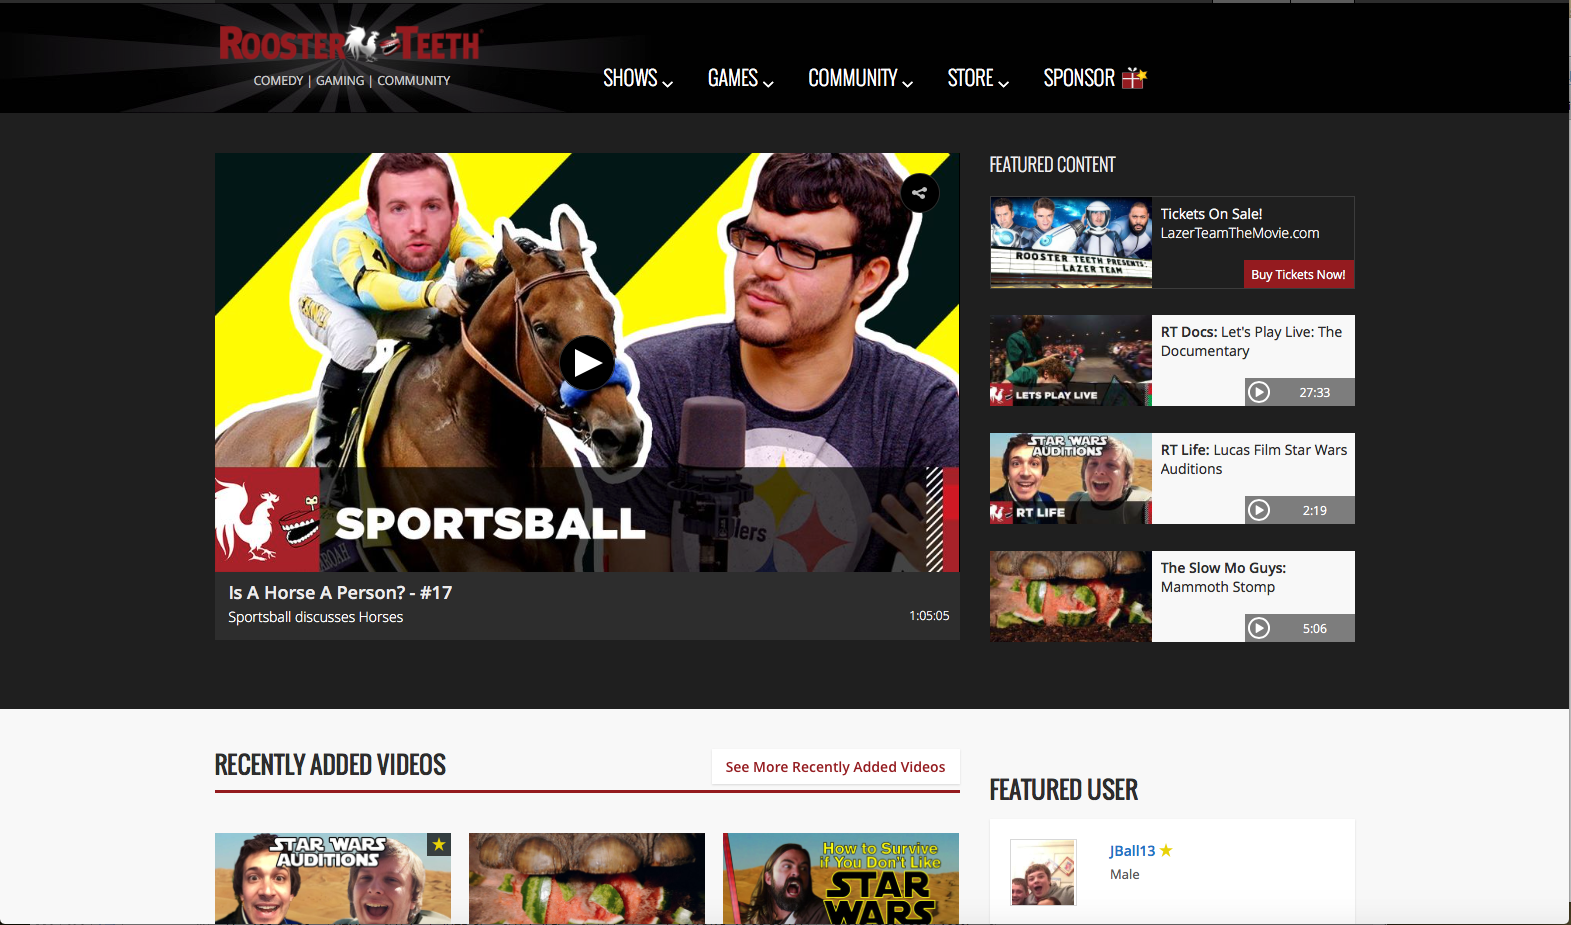 ROOSTER TEETH
COMEDY | GAMING | COMMUNITY
SHOWS
GAMES
COMMUNITY
STORE
SPONSOR
SPORTSBALL
Is A Horse A Person? - #17
Sportsball discusses Horses
1:05:05
FEATURED CONTENT
ROOSTER TEETH PRESENTS:
LAZER TEAM
Tickets On Sale!
LazerTeamTheMovie.com
Buy Tickets Now!
LETS PLAY LIVE
RT Docs: Let's Play Live: The
Documentary
27:33
STAR WARS
AUDITIONS
RT LIFE
RT Life: Lucas Film Star Wars
Auditions
2:19
The Slow Mo Guys:
Mammoth Stomp
5:06
RECENTLY ADDED VIDEOS
See More Recently Added Videos
STAR WARS
AUDITIONS
How to Survive
if You Don't Like
STAR
WARS
FEATURED USER
JBall13
Male